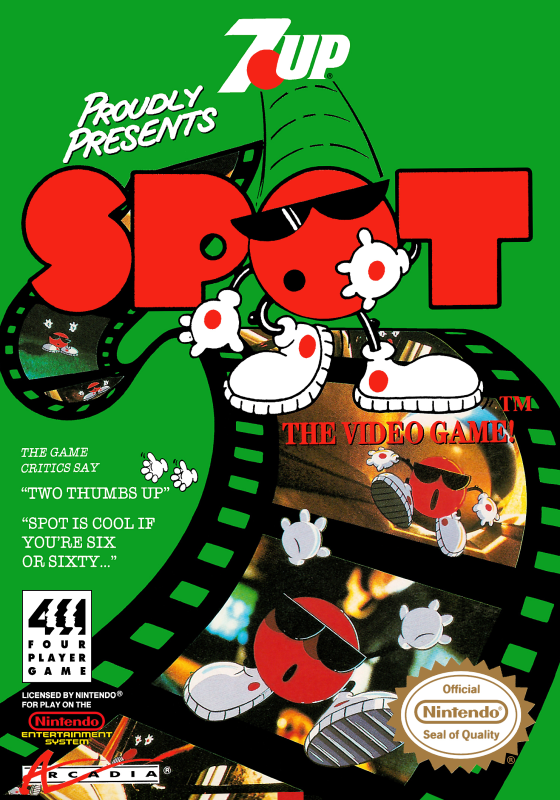 7UP®
PROUDLY
PRESENTS
SPOT
TM
THE VIDEO GAME!
THE GAME
CRITICS SAY
“TWO THUMBS UP”
“SPOT IS COOL IF
YOU’RE SIX
OR SIXTY...”
4
FOUR
PLAYER
GAME
LICENSED BY NINTENDO®
FOR PLAY ON THE
Nintendo
ENTERTAINMENT
SYSTEM®
ARCADIA®
Official
Nintendo®
Seal of Quality
®